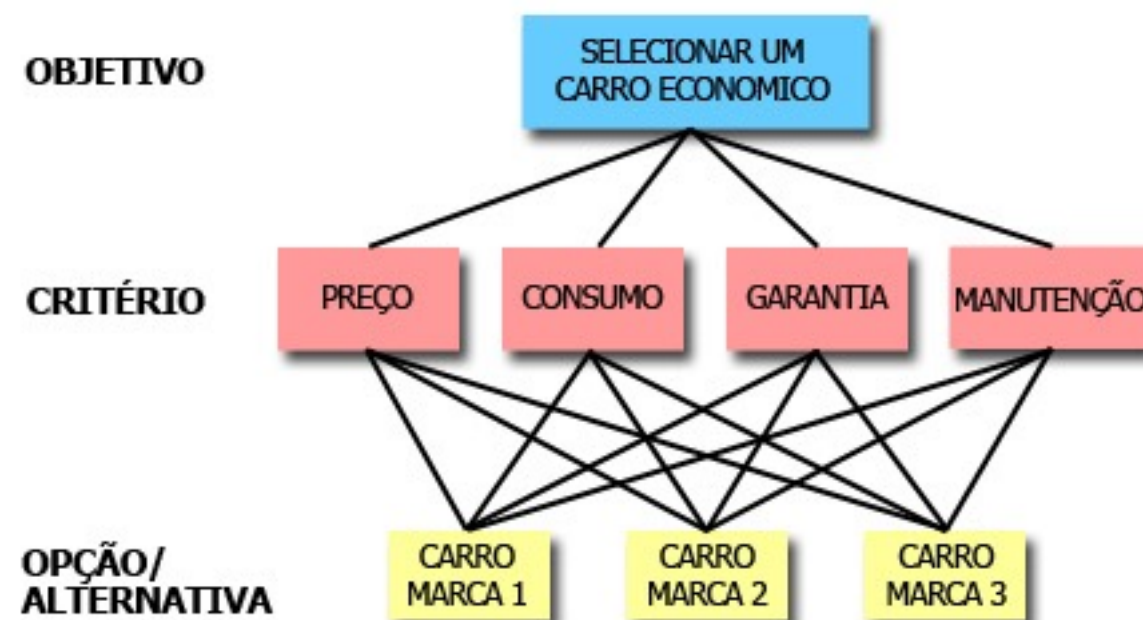 OBJETIVO
SELECIONAR UM
CARRO ECONOMICO
CRITÉRIO
PREÇO
CONSUMO
GARANTIA
MANUTENÇÃO
OPÇÃO/
ALTERNATIVA
CARRO
MARCA 1
CARRO
MARCA 2
CARRO
MARCA 3